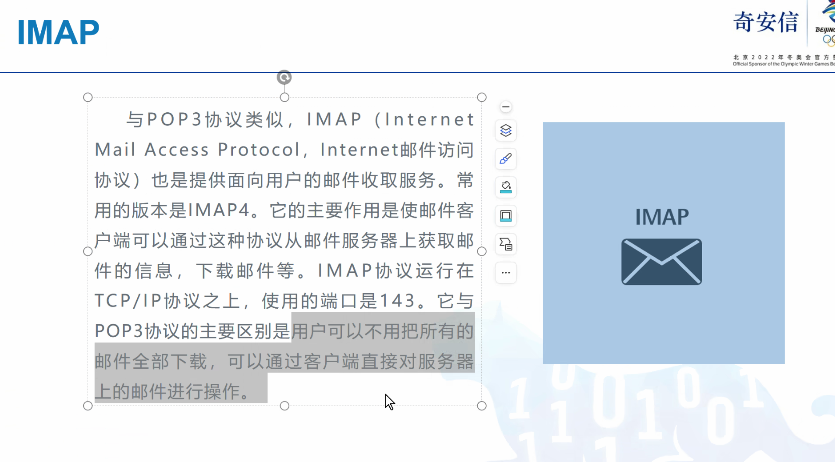 IMAP
奇安信
北京2022年冬奥会官方
Official Sponsor of the Olympic Winter Games
与POP3协议类似，IMAP（Internet
Mail Access Protocol，Internet邮件访问
协议）也是提供面向用户的邮件收取服务。常
用的版本是IMAP4。它的主要作用是使邮件客
户端可以通过这种协议从邮件服务器上获取邮
件的信息，下载邮件等。IMAP协议运行在
TCP/IP协议之上，使用的端口是143。它与
POP3协议的主要区别是用户可以不用把所有的
邮件全部下载，可以通过客户端直接对服务器
上的邮件进行操作。
IMAP